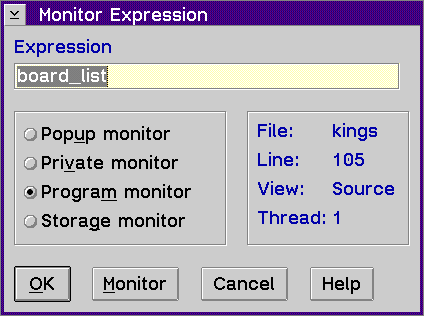 Monitor Expression
Expression
board_list
Popup monitor
Private monitor
Program monitor
Storage monitor
File: kings
Line: 105
View: Source
Thread: 1
OK Monitor Cancel Help